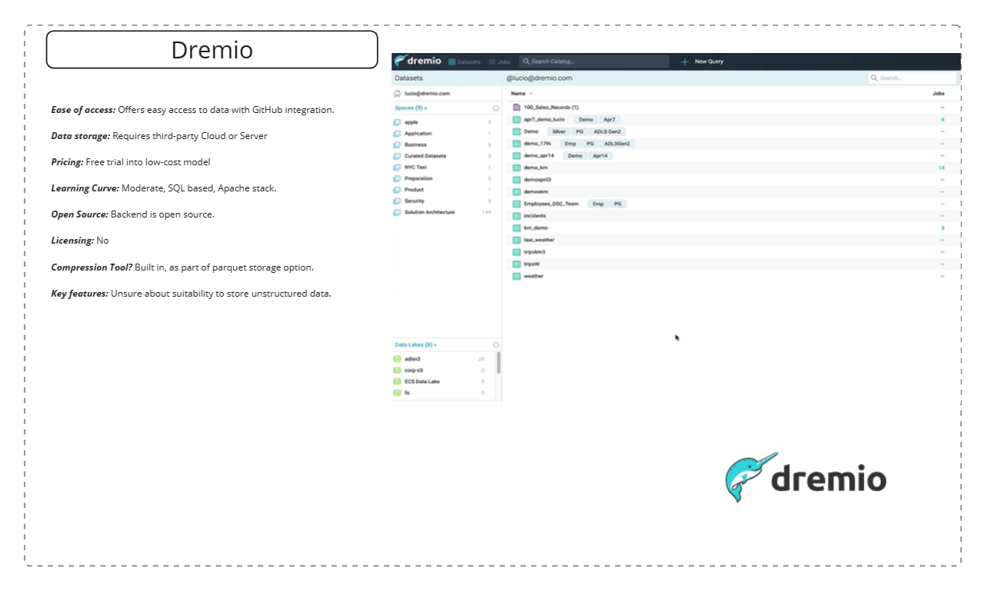 Dremio
Ease of access: Offers easy access to data with GitHub integration.
Data storage: Requires third-party Cloud or Server
Pricing: Free trial into low-cost model
Learning Curve: Moderate, SQL based, Apache stack.
Open Source: Backend is open source.
Licensing: No
Compression Tool? Built in, as part of parquet storage option.
Key features: Unsure about suitability to store unstructured data.
dremio Datasets Jobs Search Catalog... New Query
Datasets
@lucio@dremio.com
Search...
lucio@dremio.com
Spaces (9) »
apple 3
Application 1
Business 8
Curated Datasets 3
NYC Taxi 1
Preparation 6
Product 1
Security 8
Solution Architecture 144
Data Lakes (8) »
adlsv2 24
corp-s3 2
ECS Data Lake 0
fs 0
Name Jobs
100_Sales_Records (1) --
apr7_demo_lucio Demo Apr7 6
Demo Silver PG ADLS Gen2 --
demo_17th Emp PG ADLSGen2 --
demo_apr14 Demo Apr14 --
demo_km 14
demoapril3 --
demoskm --
Employees_DSC_Team Emp PG --
incidents --
km_demo 8
taxi_weather --
tripskm3 --
tripsW --
weather --
dremio